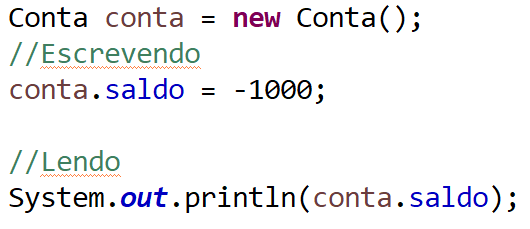 Conta conta = new Conta();
//Escrevendo
conta.saldo = -1000;
//Lendo
System.out.println(conta.saldo);